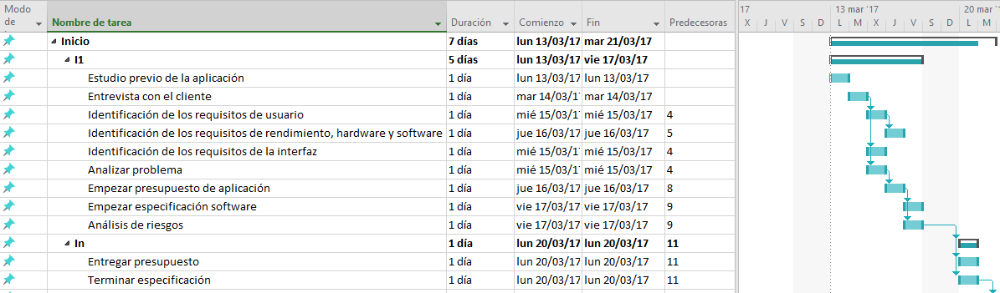 Modo de Nombre de tarea Duración Comienzo Fin Predecesoras 17 13 mar '17 20 mar '
X J V S D L M X J V S D L M
Inicio 7 días lun 13/03/17 mar 21/03/17
I1 5 días lun 13/03/17 vie 17/03/17
Estudio previo de la aplicación 1 día lun 13/03/17 lun 13/03/17
Entrevista con el cliente 1 día mar 14/03/17 mar 14/03/17
Identificación de los requisitos de usuario 1 día mié 15/03/17 mié 15/03/17 4
Identificación de los requisitos de rendimiento, hardware y software 1 día jue 16/03/17 jue 16/03/17 5
Identificación de los requisitos de la interfaz 1 día mié 15/03/17 mié 15/03/17 4
Analizar problema 1 día mié 15/03/17 mié 15/03/17 4
Empezar presupuesto de aplicación 1 día jue 16/03/17 jue 16/03/17 8
Empezar especificación software 1 día vie 17/03/17 vie 17/03/17 9
Análisis de riesgos 1 día vie 17/03/17 vie 17/03/17 9
In 1 día lun 20/03/17 lun 20/03/17 11
Entregar presupuesto 1 día lun 20/03/17 lun 20/03/17 11
Terminar especificación 1 día lun 20/03/17 lun 20/03/17 11